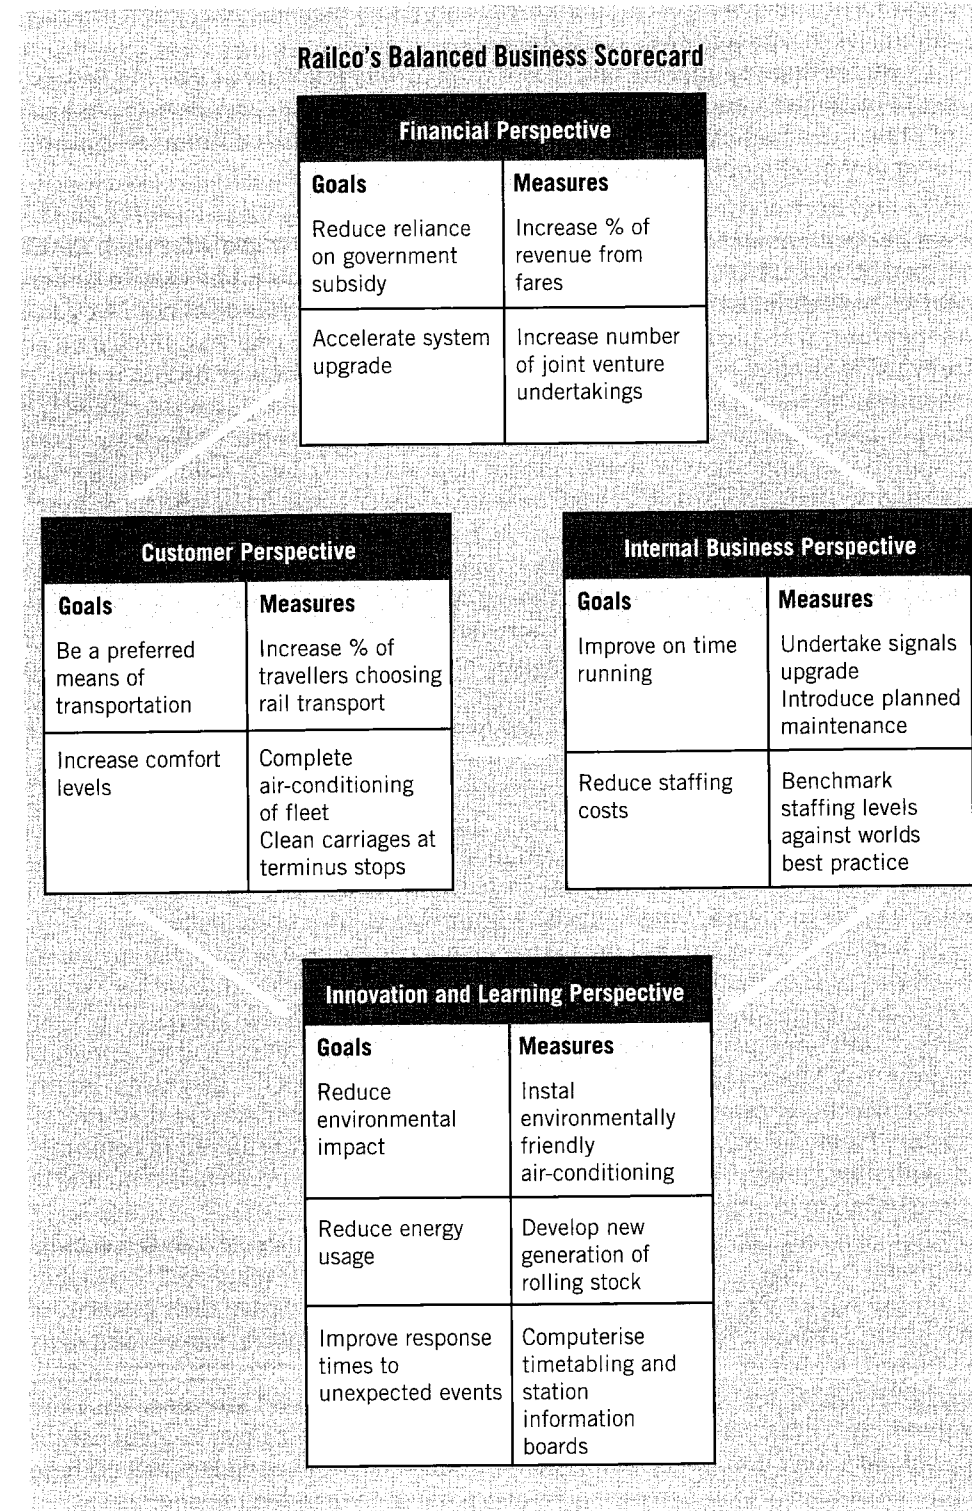 Railco's Balanced Business Scorecard
Financial Perspective
Goals
Measures
Reduce reliance
on government
subsidy
Increase % of
revenue from
fares
Accelerate system
upgrade
Increase number
of joint venture
undertakings
Customer Perspective
Goals
Measures
Be a preferred
means of
transportation
Increase % of
travellers choosing
rail transport
Increase comfort
levels
Complete
air-conditioning
of fleet
Clean carriages at
terminus stops
Internal Business Perspective
Goals
Measures
Improve on time
running
Undertake signals
upgrade
Introduce planned
maintenance
Reduce staffing
costs
Benchmark
staffing levels
against worlds
best practice
Innovation and Learning Perspective
Goals
Measures
Reduce
environmental
impact
Instal
environmentally
friendly
air-conditioning
Reduce energy
usage
Develop new
generation of
rolling stock
Improve response
times to
unexpected events
Computerise
timetabling and
station
information
boards